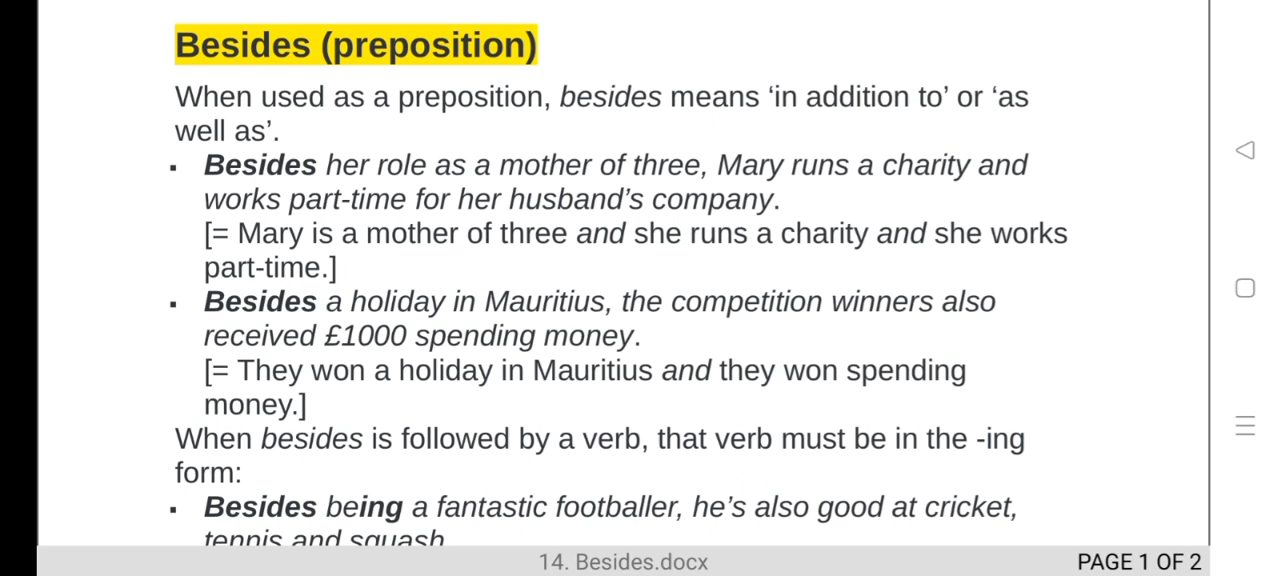 Besides (preposition)
When used as a preposition, besides means ‘in addition to’ or ‘as
well as’.
▪ Besides her role as a mother of three, Mary runs a charity and
works part-time for her husband’s company.
[= Mary is a mother of three and she runs a charity and she works
part-time.]
▪ Besides a holiday in Mauritius, the competition winners also
received £1000 spending money.
[= They won a holiday in Mauritius and they won spending
money.]
When besides is followed by a verb, that verb must be in the -ing
form:
▪ Besides being a fantastic footballer, he’s also good at cricket,
tennis and squash
14. Besides.docx
PAGE 1 OF 2